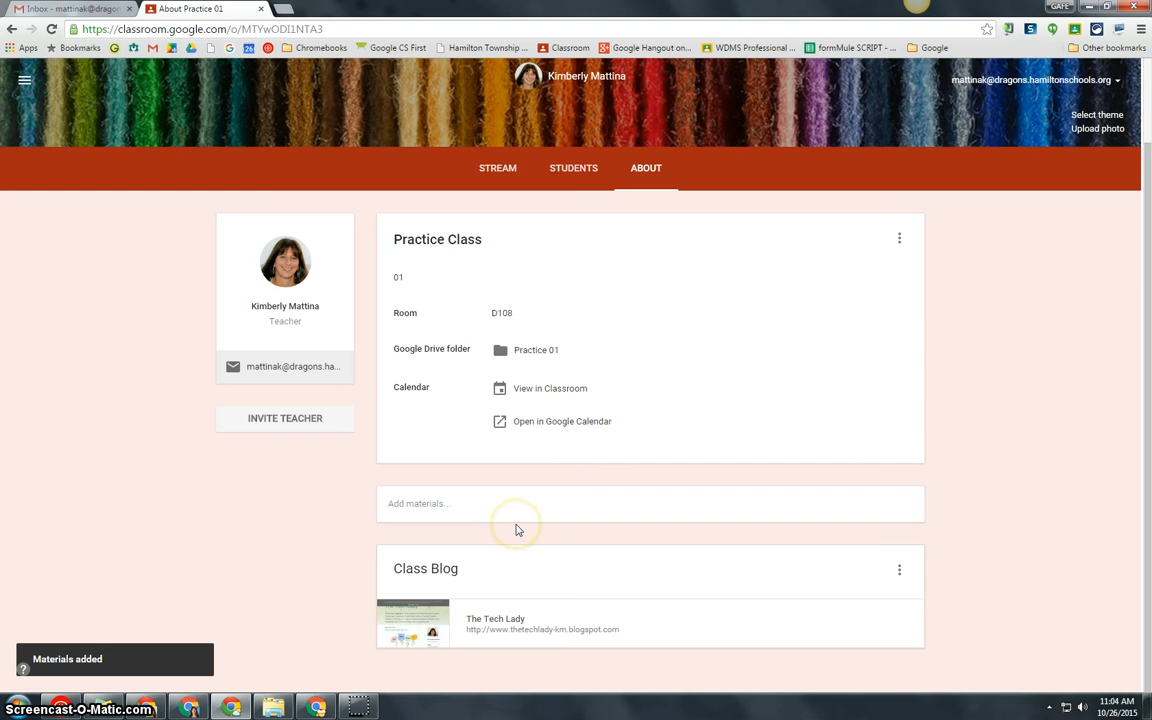 Inbox - mattinak@dragon:
About Practice 01
GAFE
https://classroom.google.com/o/MTYwODI1NTA3
Apps
Bookmarks
Chromebooks
Google CS First
Hamilton Township ...
Classroom
Google Hangout on...
WDMS Professional ...
formMule SCRIPT - ...
Google
Other bookmarks
Kimberly Mattina
mattinak@dragons.hamiltonschools.org
Select theme
Upload photo
STREAM
STUDENTS
ABOUT
Practice Class
01
Room
D108
Google Drive folder
Practice 01
Calendar
View in Classroom
Open in Google Calendar
Kimberly Mattina
Teacher
mattinak@dragons.ha...
INVITE TEACHER
Add materials...
Class Blog
The Tech Lady
http://www.thetechlady-km.blogspot.com
Materials added
?
Screencast-O-Matic.com
11:04 AM
10/26/2015